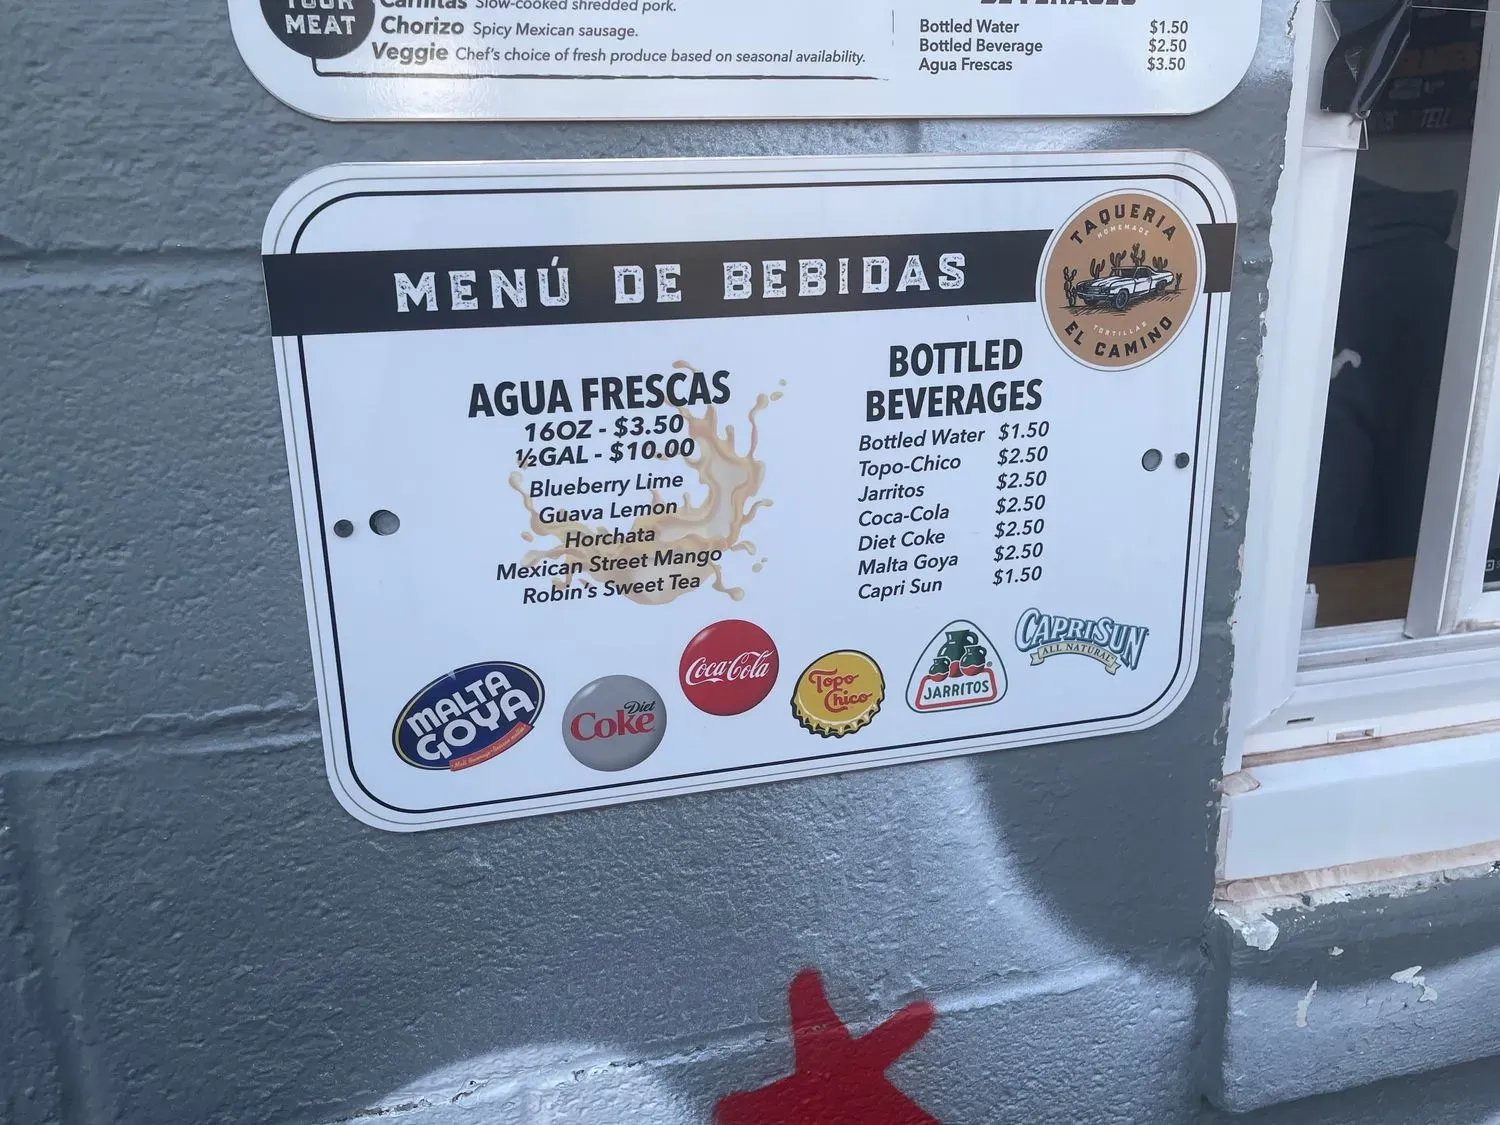 YOUR
MEAT
Carnitas Slow-cooked shredded pork.
Chorizo Spicy Mexican sausage.
Veggie Chef's choice of fresh produce based on seasonal availability.
BEVERAGES
Bottled Water $1.50
Bottled Beverage $2.50
Agua Frescas $3.50
MENÚ DE BEBIDAS
TAQUERIA
HOMEMADE
TORTILLAS
EL CAMINO
AGUA FRESCAS
16OZ - $3.50
½GAL - $10.00
Blueberry Lime
Guava Lemon
Horchata
Mexican Street Mango
Robin's Sweet Tea
BOTTLED
BEVERAGES
Bottled Water $1.50
Topo-Chico $2.50
Jarritos $2.50
Coca-Cola $2.50
Diet Coke $2.50
Malta Goya $2.50
Capri Sun $1.50
MALTA
GOYA
Diet
Coke
Coca-Cola
Topo
Chico
JARRITOS
CAPRISUN
ALL NATURAL
TELL